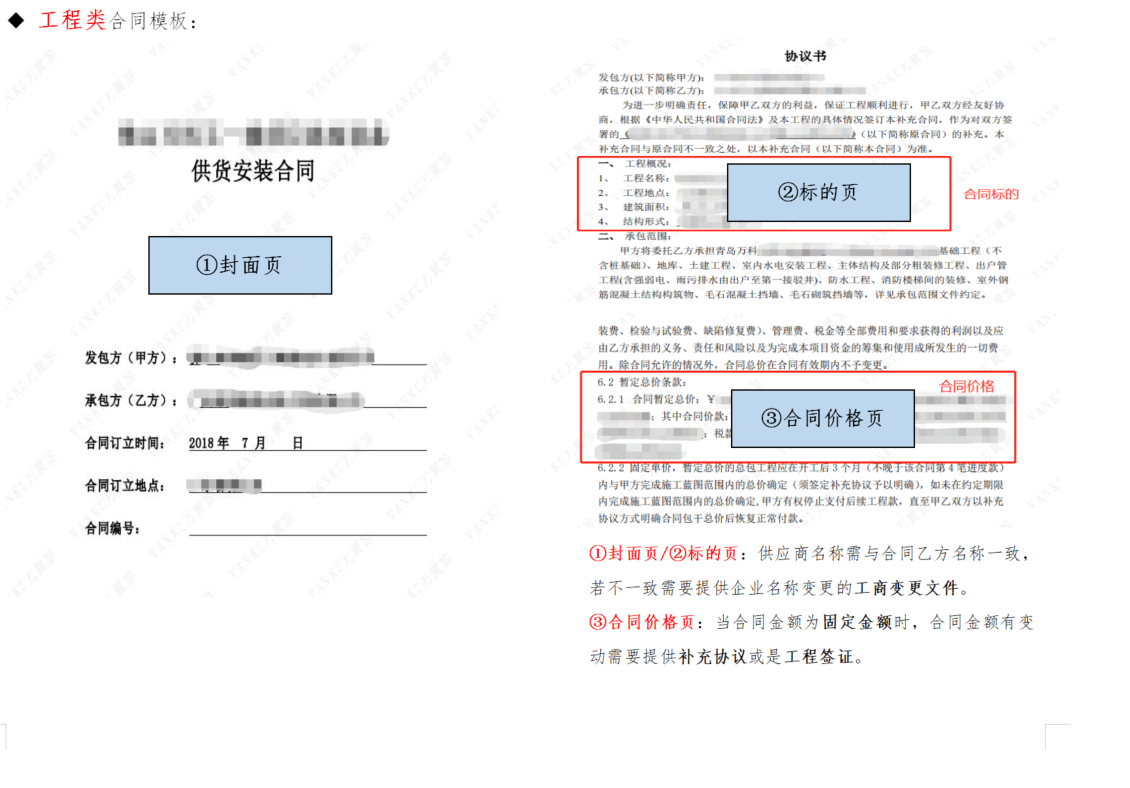 ◆ 工程类合同模板：
供货安装合同
①封面页
发包方（甲方）：
承包方（乙方）：
合同订立时间： 2018 年 7 月 日
合同订立地点：
合同编号：
协议书
发包方(以下简称甲方)：
承包方(以下简称乙方)：
为进一步明确责任，保障甲乙双方的利益，保证工程顺利进行，甲乙双方经友好协
商，根据《中华人民共和国合同法》及本工程的具体情况签订本补充合同，作为对双方签
署的《 》（以下简称原合同）的补充。本
补充合同与原合同不一致之处，以本补充合同（以下简称本合同）为准。
一、 工程概况：
1、 工程名称：
2、 工程地点：
3、 建筑面积：
4、 结构形式：
②标的页
合同标的
二、 承包范围：
甲方将委托乙方承担青岛万科 基础工程（不
含桩基础）、地库、土建工程、室内水电安装工程、主体结构及部分粗装修工程、出户管
工程(含强弱电、雨污排水由出户至第一接驳井)、防水工程、消防楼梯间的装修、室外钢
筋混凝土结构构筑物、毛石混凝土挡墙、毛石砌筑挡墙等，详见承包范围文件约定。
装费、检验与试验费、缺陷修复费）、管理费、税金等全部费用和要求获得的利润以及应
由乙方承担的义务、责任和风险以及为完成本项目资金的筹集和使用成所发生的一切费
用。除合同允许的情况外，合同总价在合同有效期内不予变更。
6.2 暂定总价条款：
合同价格
6.2.1 合同暂定总价：￥
；其中合同价款：
；税款
③合同价格页
6.2.2 固定单价，暂定总价的总包工程应在开工后 3 个月（不晚于该合同第 4 笔进度款）
内与甲方完成施工蓝图范围内的总价确定（须签定补充协议予以明确），如未在约定期限
内完成施工蓝图范围内的总价确定,甲方有权停止支付后续工程款，直至甲乙双方以补充
协议方式明确合同包干总价后恢复正常付款。
①封面页/②标的页：供应商名称需与合同乙方名称一致，
若不一致需要提供企业名称变更的工商变更文件。
③合同价格页：当合同金额为固定金额时，合同金额有变
动需要提供补充协议或是工程签证。